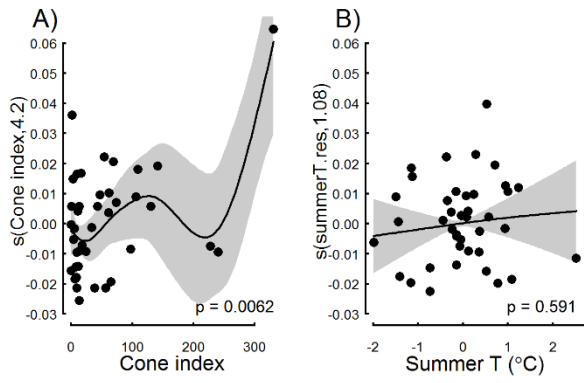 A)
0.06
0.05
0.04
0.03
0.02
0.01
0.00
-0.01
-0.02
-0.03
s(Cone index,4.2)
p = 0.0062
0 100 200 300
Cone index
B)
0.06
0.05
0.04
0.03
0.02
0.01
0.00
-0.01
-0.02
-0.03
s(summerT.res,1.08)
p = 0.591
-2 -1 0 1 2
Summer T (°C)